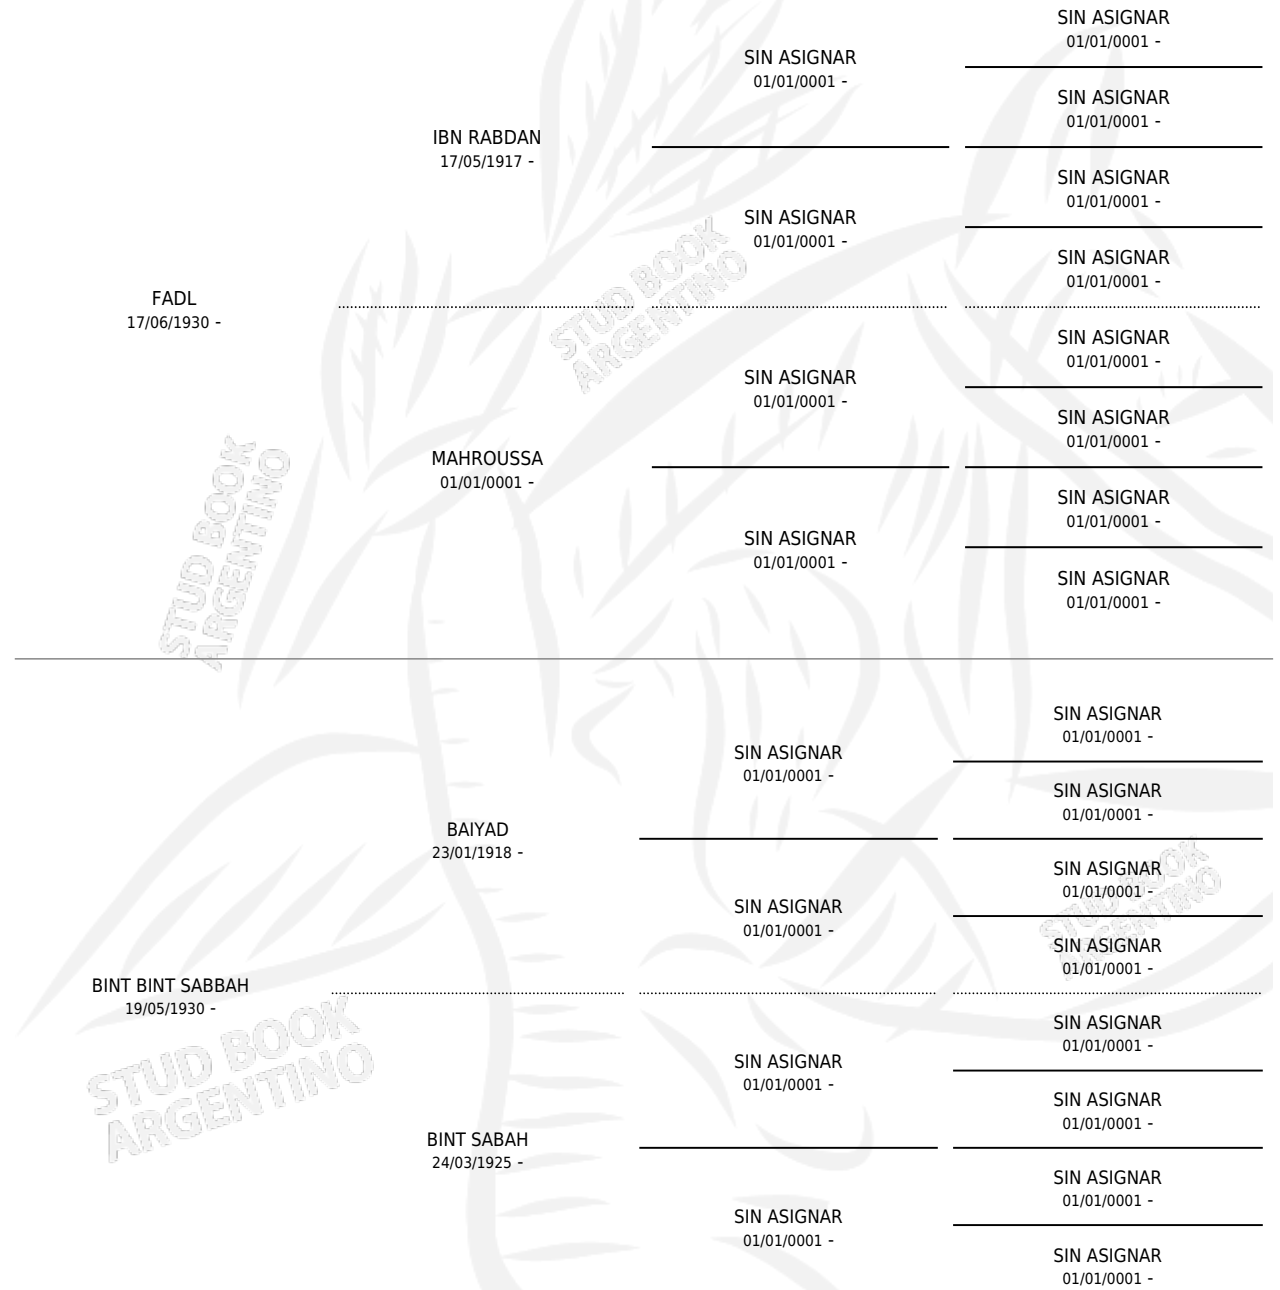 SIN ASIGNAR
01/01/0001 -
SIN ASIGNAR
01/01/0001 -
SIN ASIGNAR
01/01/0001 -
IBN RABDAN
17/05/1917 -
SIN ASIGNAR
01/01/0001 -
SIN ASIGNAR
01/01/0001 -
SIN ASIGNAR
01/01/0001 -
FADL
17/06/1930 -
STUD BOOK
ARGENTINO
SIN ASIGNAR
01/01/0001 -
SIN ASIGNAR
01/01/0001 -
SIN ASIGNAR
01/01/0001 -
MAHROUSSA
01/01/0001 -
STUD BOOK
ARGENTINO
SIN ASIGNAR
01/01/0001 -
SIN ASIGNAR
01/01/0001 -
SIN ASIGNAR
01/01/0001 -
SIN ASIGNAR
01/01/0001 -
SIN ASIGNAR
01/01/0001 -
SIN ASIGNAR
01/01/0001 -
BAIYAD
23/01/1918 -
SIN ASIGNAR
01/01/0001 -
SIN ASIGNAR
01/01/0001 -
STUD BOOK
ARGENTINO
SIN ASIGNAR
01/01/0001 -
BINT BINT SABBAH
19/05/1930 -
STUD BOOK
ARGENTINO
SIN ASIGNAR
01/01/0001 -
SIN ASIGNAR
01/01/0001 -
SIN ASIGNAR
01/01/0001 -
BINT SABAH
24/03/1925 -
SIN ASIGNAR
01/01/0001 -
SIN ASIGNAR
01/01/0001 -
SIN ASIGNAR
01/01/0001 -